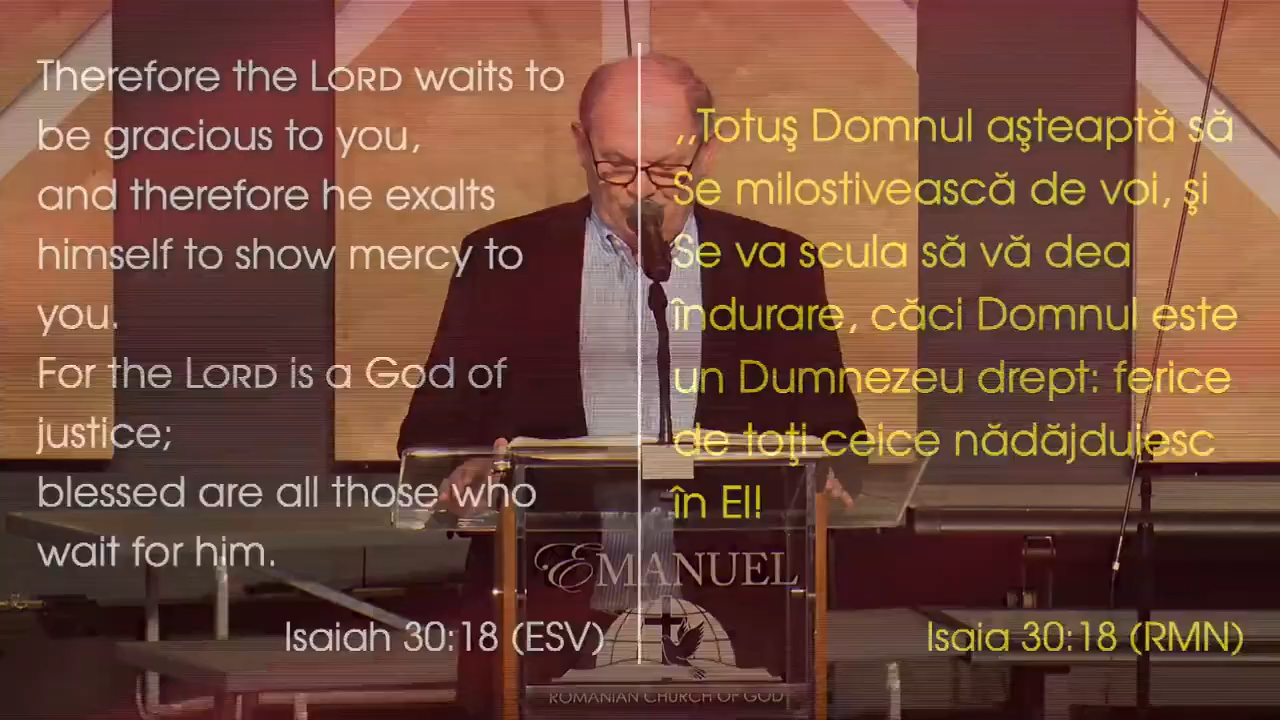 Therefore the LORD waits to
be gracious to you,
and therefore he exalts
himself to show mercy to
you.
For the LORD is a God of
justice;
blessed are all those who
wait for him.
Isaiah 30:18 (ESV)
,,Totuş Domnul aşteaptă să
Se milostivească de voi, şi
Se va scula să vă dea
îndurare, căci Domnul este
un Dumnezeu drept: ferice
de toţi ceice nădăjduiesc
în El!
Isaia 30:18 (RMN)
EMANUEL
ROMANIAN CHURCH OF GOD